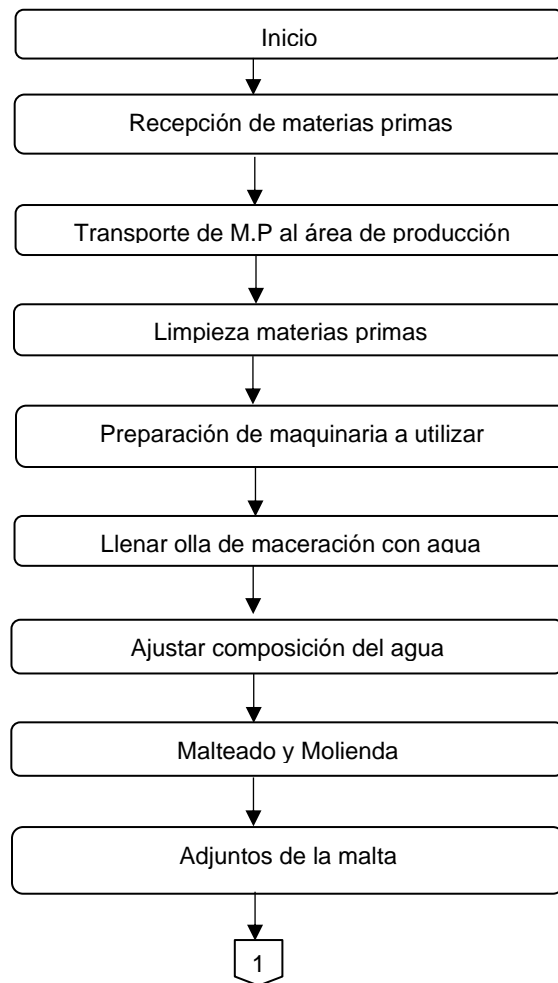 Inicio
Recepción de materias primas
Transporte de M.P al área de producción
Limpieza materias primas
Preparación de maquinaria a utilizar
Llenar olla de maceración con agua
Ajustar composición del agua
Malteado y Molienda
Adjuntos de la malta
1